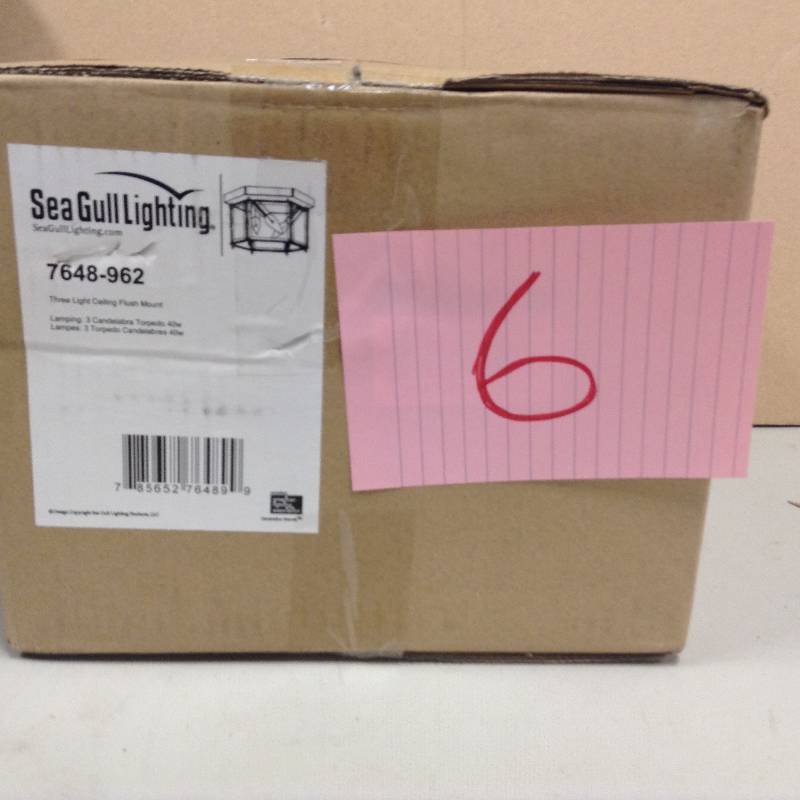 Sea Gull Lighting
SeaGullLighting.com
7648-962
Three Light Ceiling Flush Mount
Lamping: 3 Candelabra Torpedo 40w
Lampes: 3 Torpedo Candelabres 40w
7 85652 76489 9
6